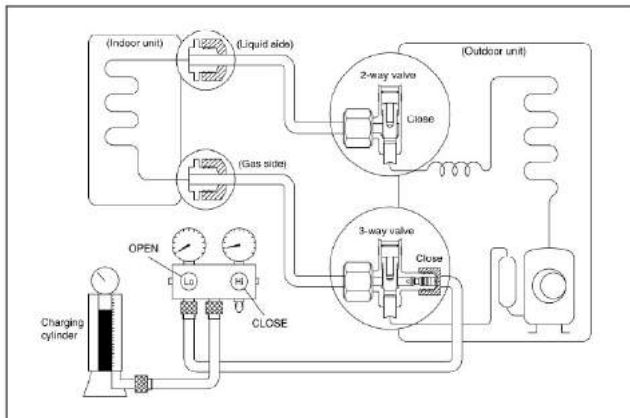 (Indoor unit)
(Liquid side)
(Outdoor unit)
2-way valve
Close
(Gas side)
3-way valve
Close
OPEN
Lo
Hi
CLOSE
Charging
cylinder